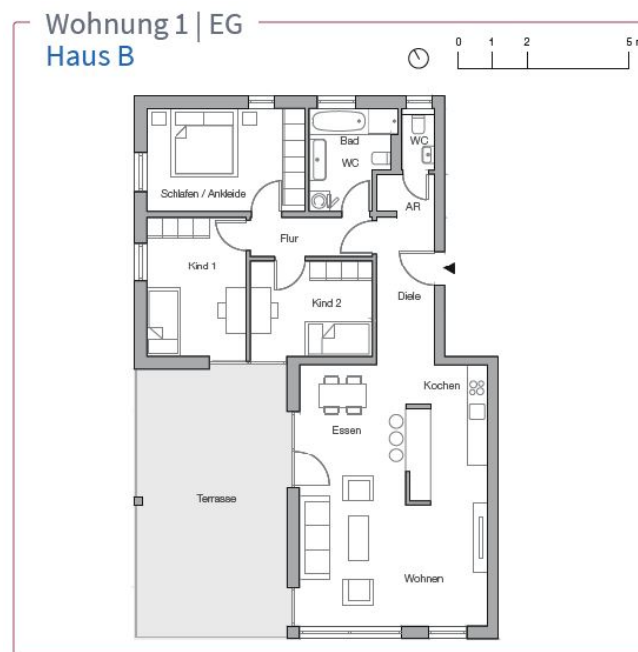 Wohnung 1 | EG
Haus B
0 1 2 5 m
Bad
WC
WC
Schlafen / Ankleide
AR
Flur
Kind 1
Kind 2
Diele
Kochen
Essen
Terrasse
Wohnen